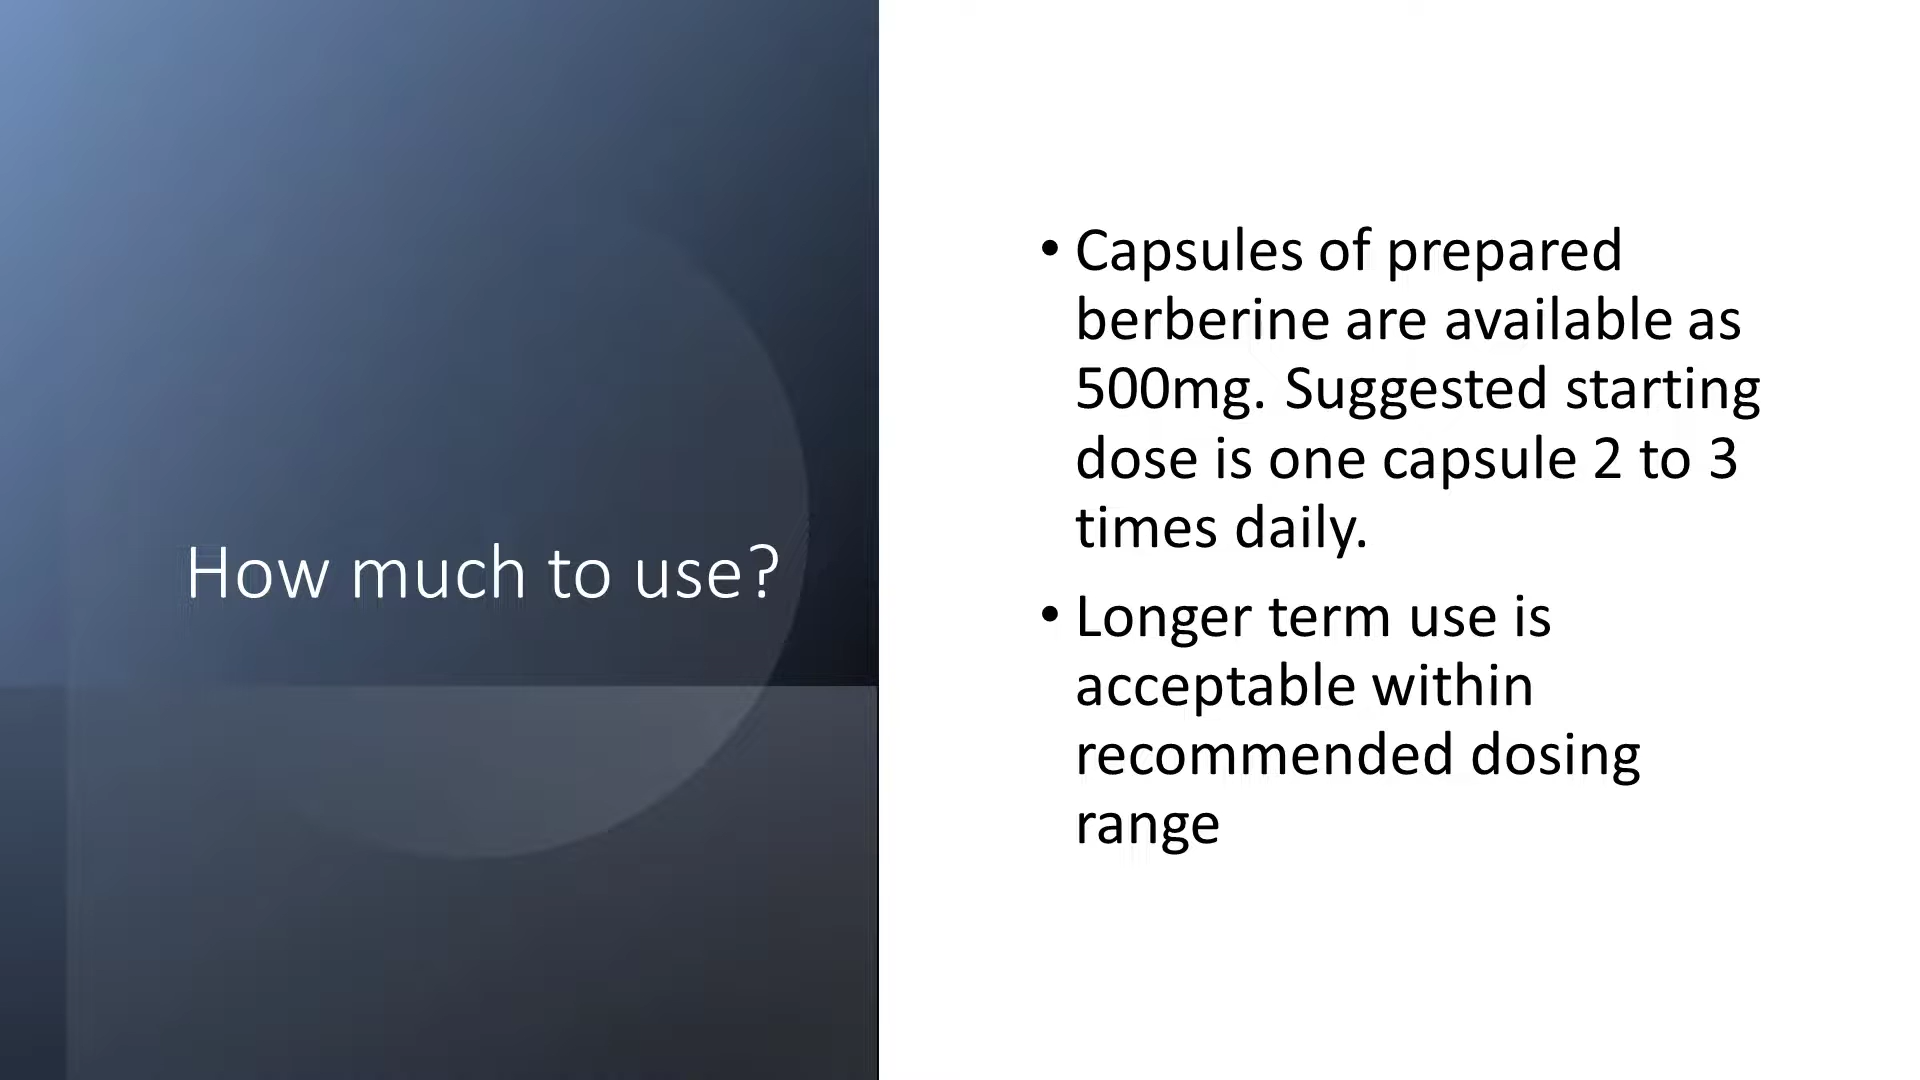 How much to use?
• Capsules of prepared
berberine are available as
500mg. Suggested starting
dose is one capsule 2 to 3
times daily.
• Longer term use is
acceptable within
recommended dosing
range